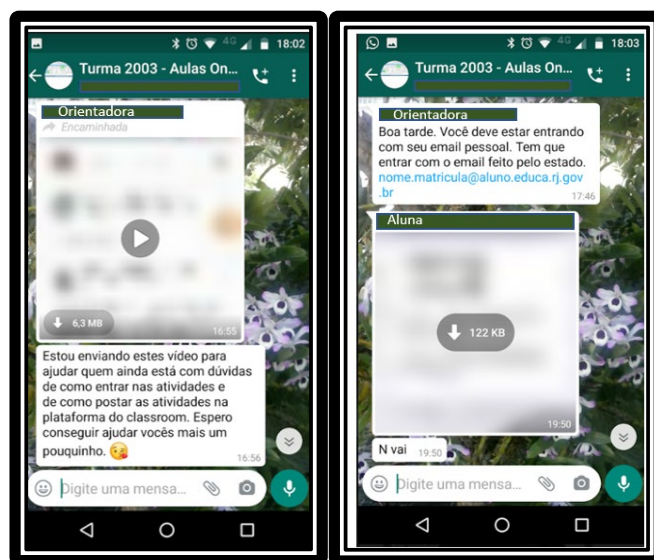 4G 18:02
Turma 2003 - Aulas On...
Orientadora
Encaminhada
6,3 MB
16:55
Estou enviando estes vídeo para
ajudar quem ainda está com dúvidas
de como entrar nas atividades e
de como postar as atividades na
plataforma do classroom. Espero
conseguir ajudar vocês mais um
pouquinho. 😘
16:56
Digite uma mensa...
4G 18:03
Turma 2003 - Aulas On...
Orientadora
Boa tarde. Você deve estar entrando
com seu email pessoal. Tem que
entrar com o email feito pelo estado.
nome.matricula@aluno.educa.rj.gov
.br
17:46
Aluna
122 KB
19:50
N vai 19:50
Digite uma mensa...